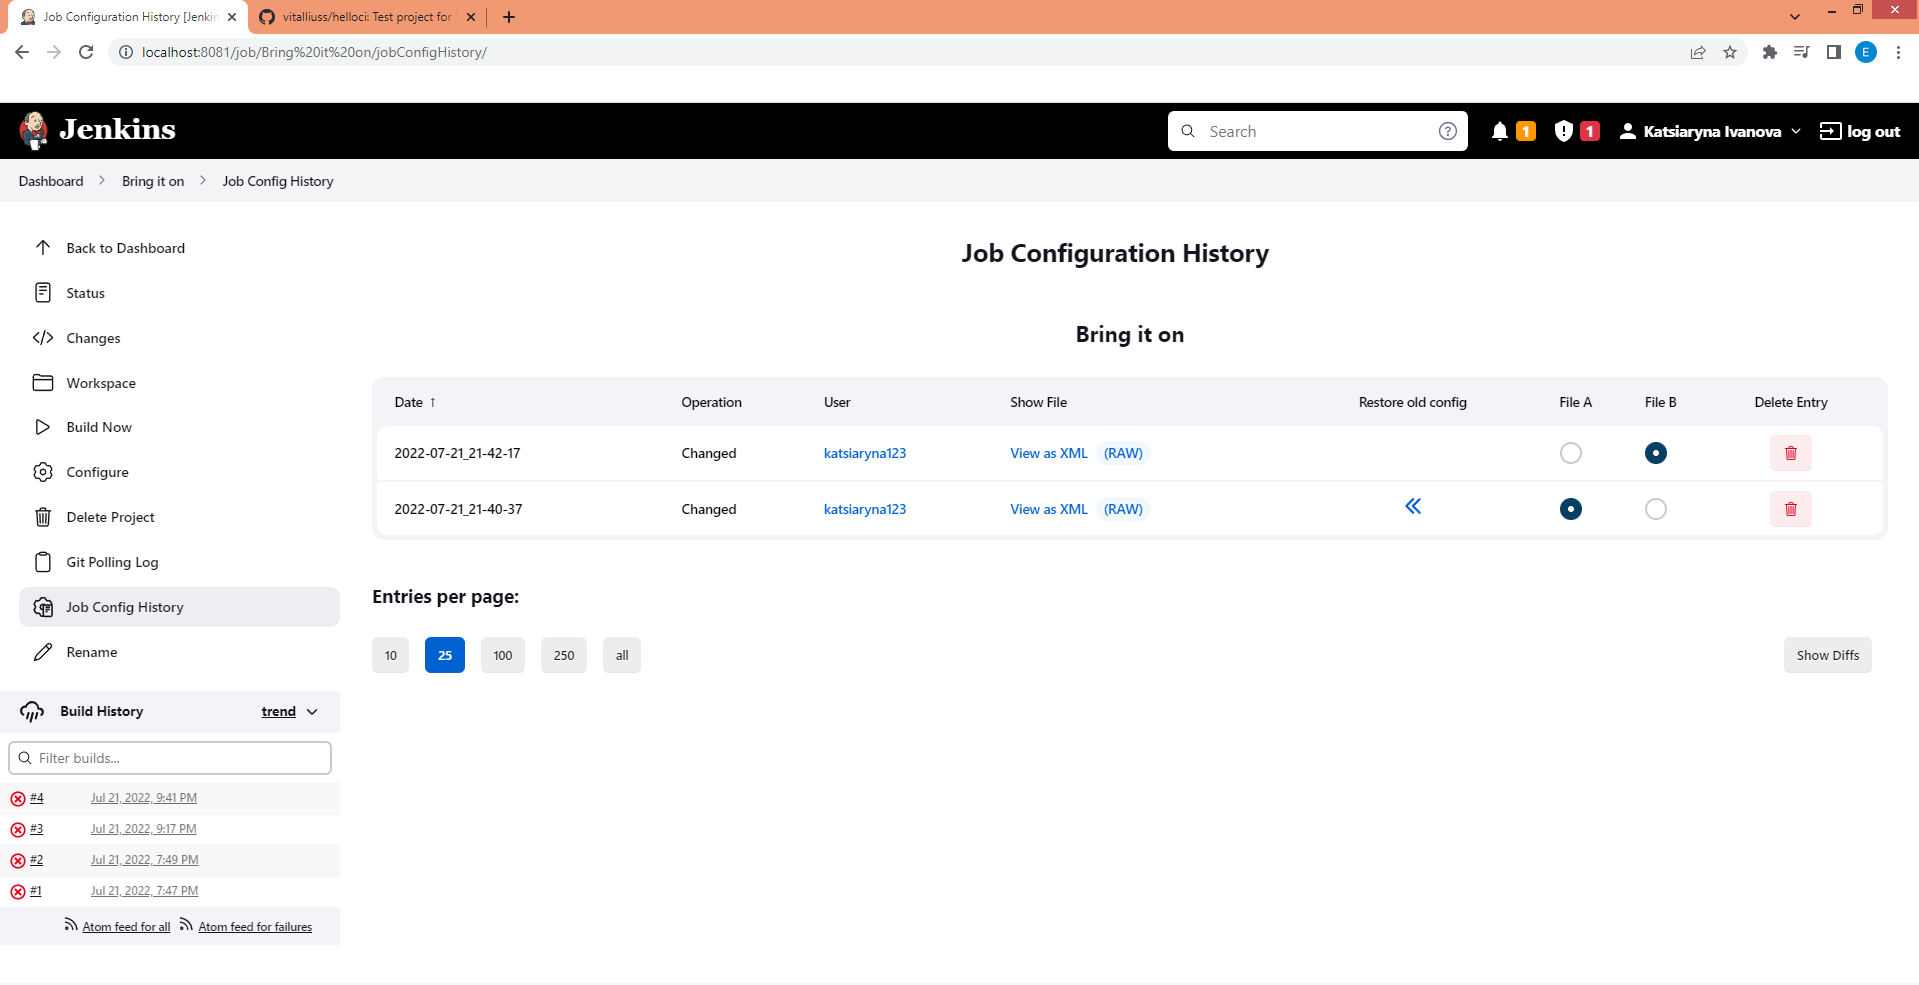 Job Configuration History [Jenkin
vitalliuss/helloci: Test project for
localhost:8081/job/Bring%20it%20on/jobConfigHistory/
E
Jenkins
Search
1
1
Katsiaryna Ivanova
log out
Dashboard
Bring it on
Job Config History
Back to Dashboard
Status
Changes
Workspace
Build Now
Configure
Delete Project
Git Polling Log
Job Config History
Rename
Build History
trend
Filter builds...
#4 Jul 21, 2022, 9:41 PM
#3 Jul 21, 2022, 9:17 PM
#2 Jul 21, 2022, 7:49 PM
#1 Jul 21, 2022, 7:47 PM
Atom feed for all Atom feed for failures
Job Configuration History
Bring it on
Date ↑ Operation User Show File Restore old config File A File B Delete Entry
2022-07-21_21-42-17 Changed katsiaryna123 View as XML (RAW)
2022-07-21_21-40-37 Changed katsiaryna123 View as XML (RAW)
Entries per page:
10 25 100 250 all
Show Diffs